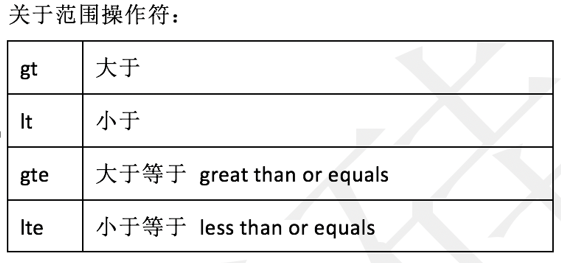 关于范围操作符：
gt 大于
lt 小于
gte 大于等于 great than or equals
lte 小于等于 less than or equals